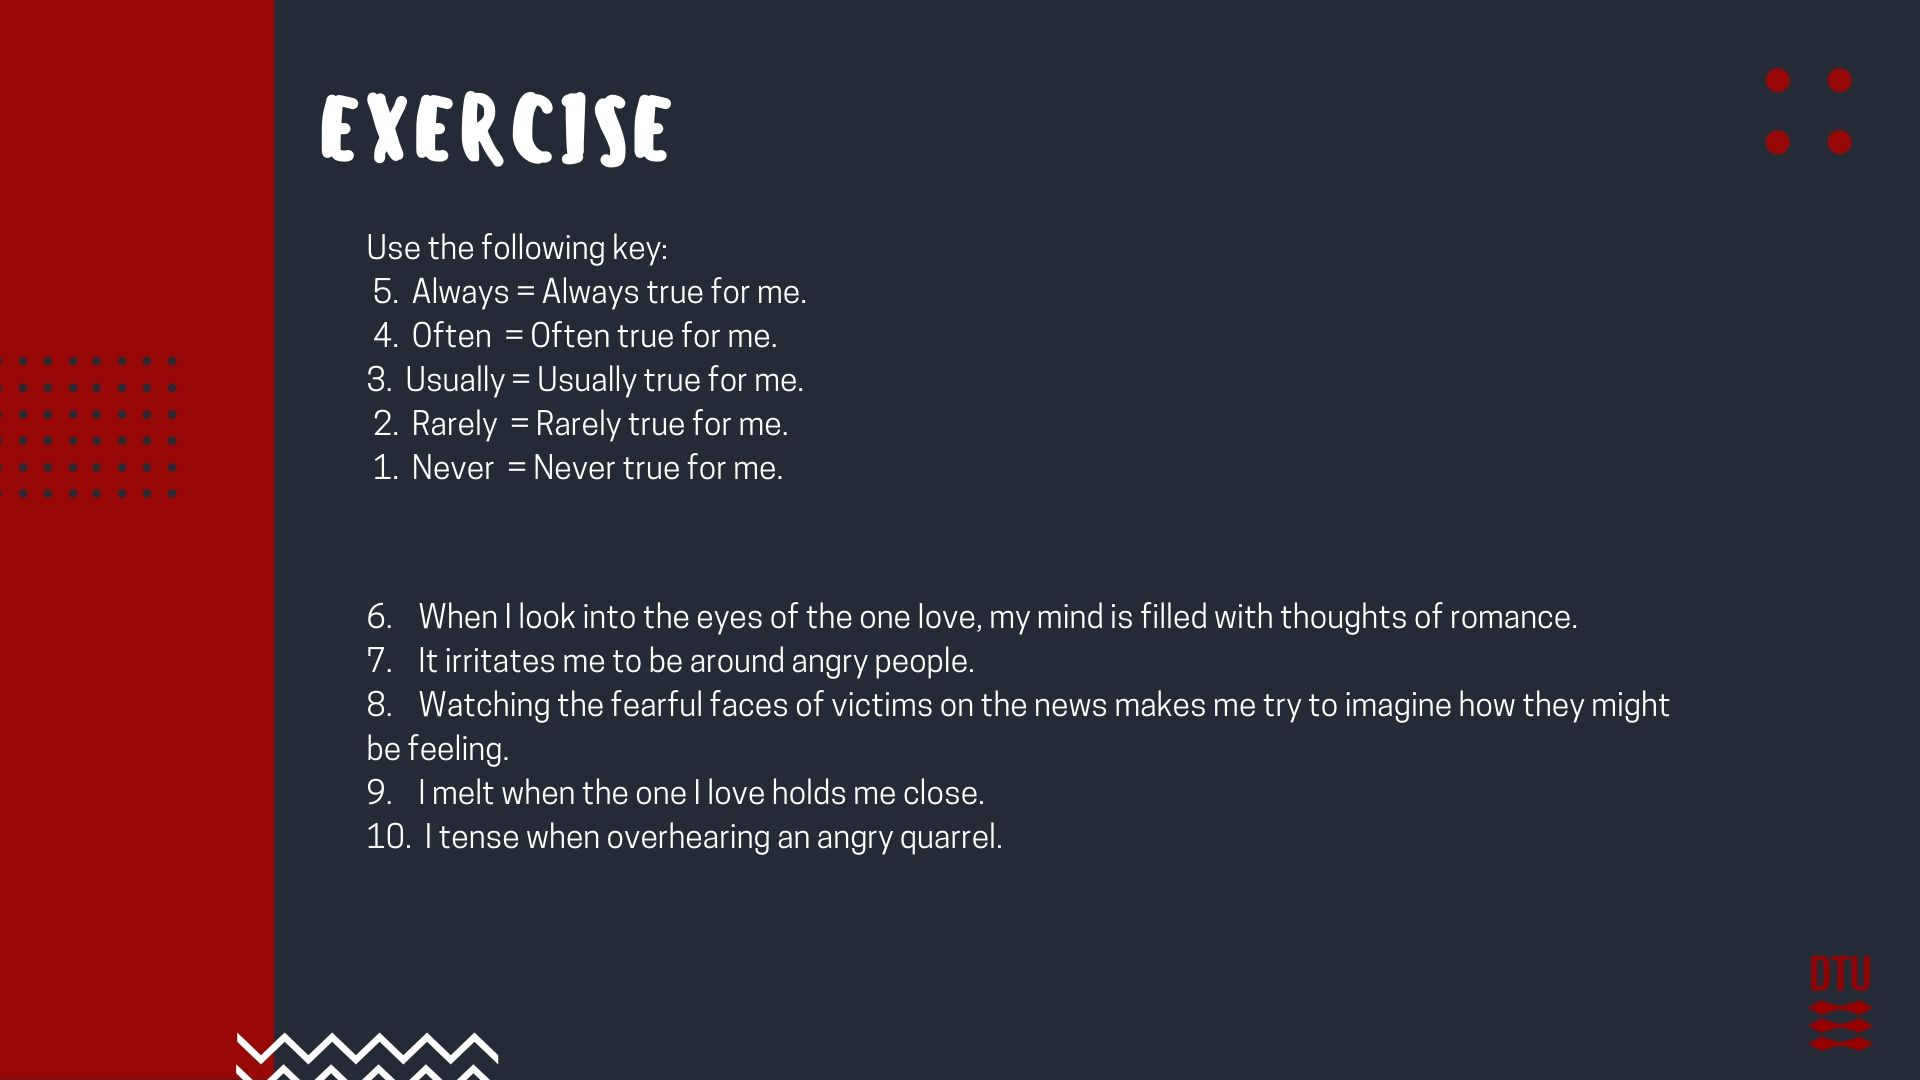 EXERCISE
Use the following key:
5. Always = Always true for me.
4. Often = Often true for me.
3. Usually = Usually true for me.
2. Rarely = Rarely true for me.
1. Never = Never true for me.
6. When I look into the eyes of the one love, my mind is filled with thoughts of romance.
7. It irritates me to be around angry people.
8. Watching the fearful faces of victims on the news makes me try to imagine how they might
be feeling.
9. I melt when the one I love holds me close.
10. I tense when overhearing an angry quarrel.
DTU